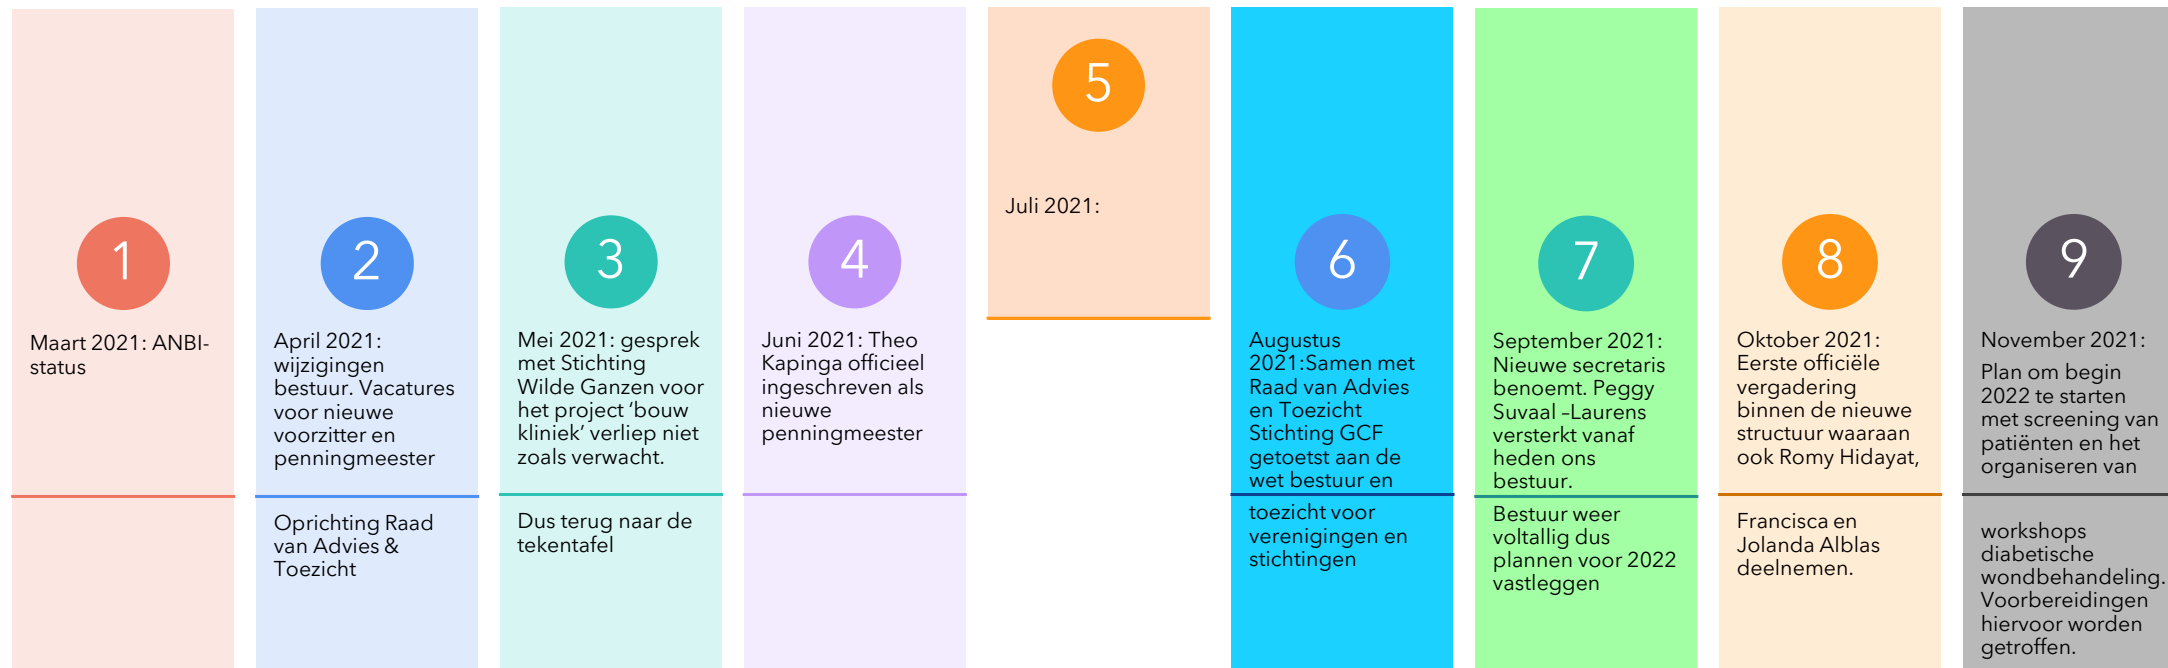 1
Maart 2021: ANBI-
status
2
April 2021:
wijzigingen
bestuur. Vacatures
voor nieuwe
voorzitter en
penningmeester
Oprichting Raad
van Advies &
Toezicht
3
Mei 2021: gesprek
met Stichting
Wilde Ganzen voor
het project ‘bouw
kliniek’ verliep niet
zoals verwacht.
Dus terug naar de
tekentafel
4
Juni 2021: Theo
Kapinga officieel
ingeschreven als
nieuwe
penningmeester
5
Juli 2021:
6
Augustus
2021:Samen met
Raad van Advies
en Toezicht
Stichting GCF
getoetst aan de
wet bestuur en
toezicht voor
verenigingen en
stichtingen
7
September 2021:
Nieuwe secretaris
benoemt. Peggy
Suvaal –Laurens
versterkt vanaf
heden ons
bestuur.
Bestuur weer
voltallig dus
plannen voor 2022
vastleggen
8
Oktober 2021:
Eerste officiële
vergadering
binnen de nieuwe
structuur waaraan
ook Romy Hidayat,
Francisca en
Jolanda Alblas
deelnemen.
9
November 2021:
Plan om begin
2022 te starten
met screening van
patiënten en het
organiseren van
workshops
diabetische
wondbehandeling.
Voorbereidingen
hiervoor worden
getroffen.